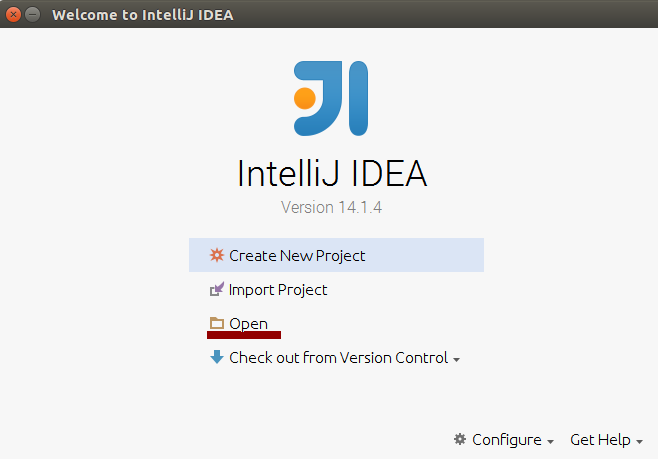 Welcome to IntelliJ IDEA
IntelliJ IDEA
Version 14.1.4
Create New Project
Import Project
Open
Check out from Version Control
Configure Get Help